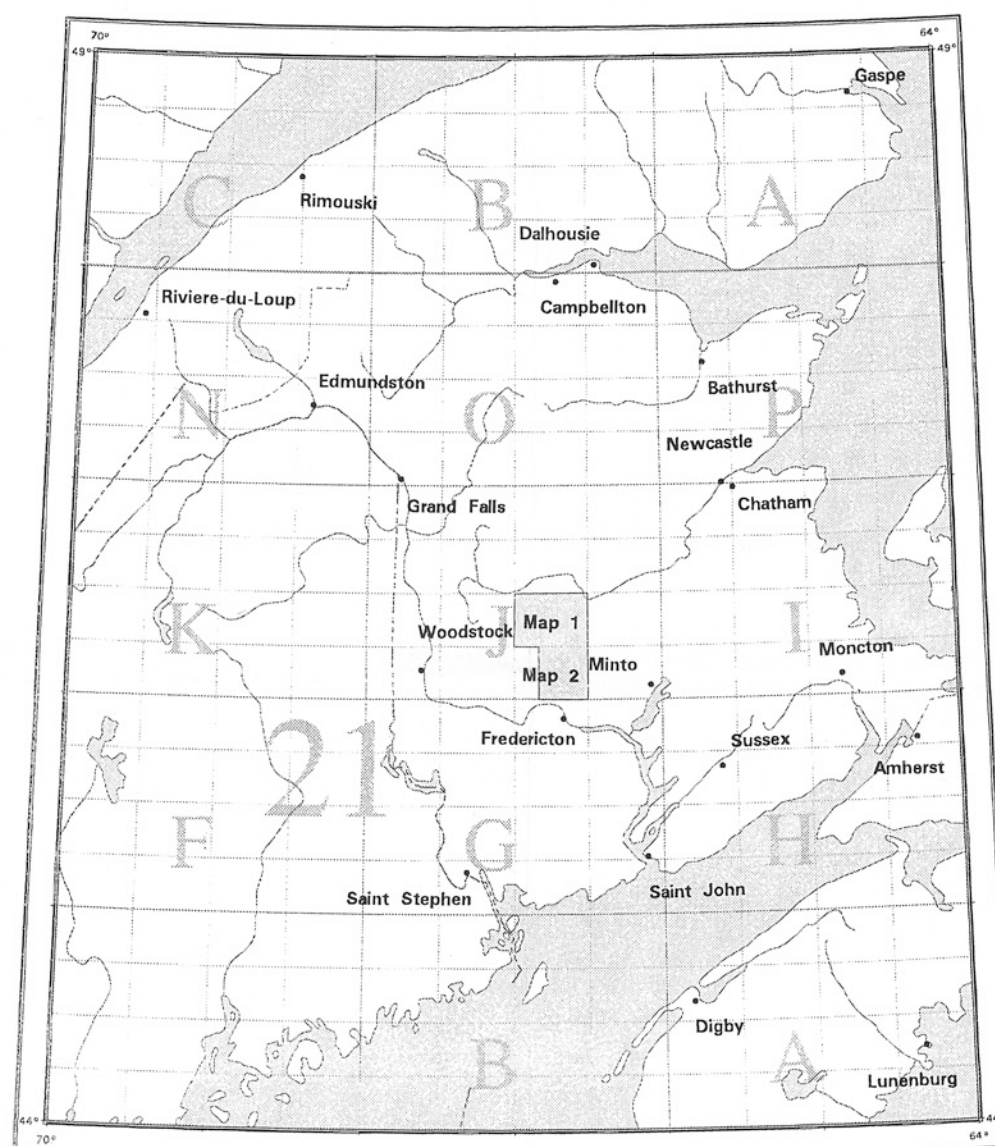 70°
64°
49°
49°
Gaspe
C
B
A
Rimouski
Dalhousie
Riviere-du-Loup
Campbellton
Edmundston
Bathurst
N
O
P
Newcastle
Grand Falls
Chatham
K
J
I
Map 1
Woodstock
Moncton
Minto
Map 2
Fredericton
Sussex
21
Amherst
F
G
H
Saint Stephen
Saint John
Digby
B
A
Lunenburg
44°
44
70°
64°